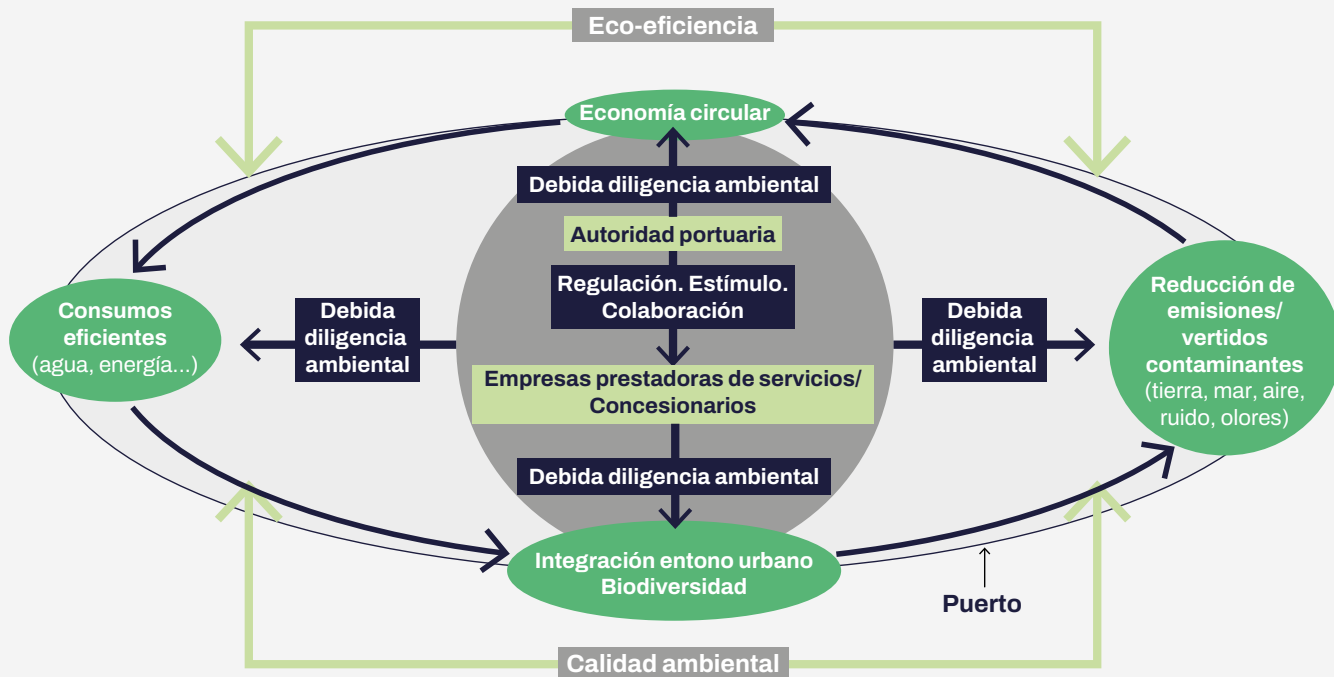 Eco-eficiencia
Economía circular
Debida diligencia ambiental
Autoridad portuaria
Regulación. Estímulo.
Colaboración
Consumos
eficientes
(agua, energía...)
Debida
diligencia
ambiental
Debida
diligencia
ambiental
Reducción de
emisiones/
vertidos
contaminantes
(tierra, mar, aire,
ruido, olores)
Empresas prestadoras de servicios/
Concesionarios
Debida diligencia ambiental
Integración entono urbano
Biodiversidad
Puerto
Calidad ambiental